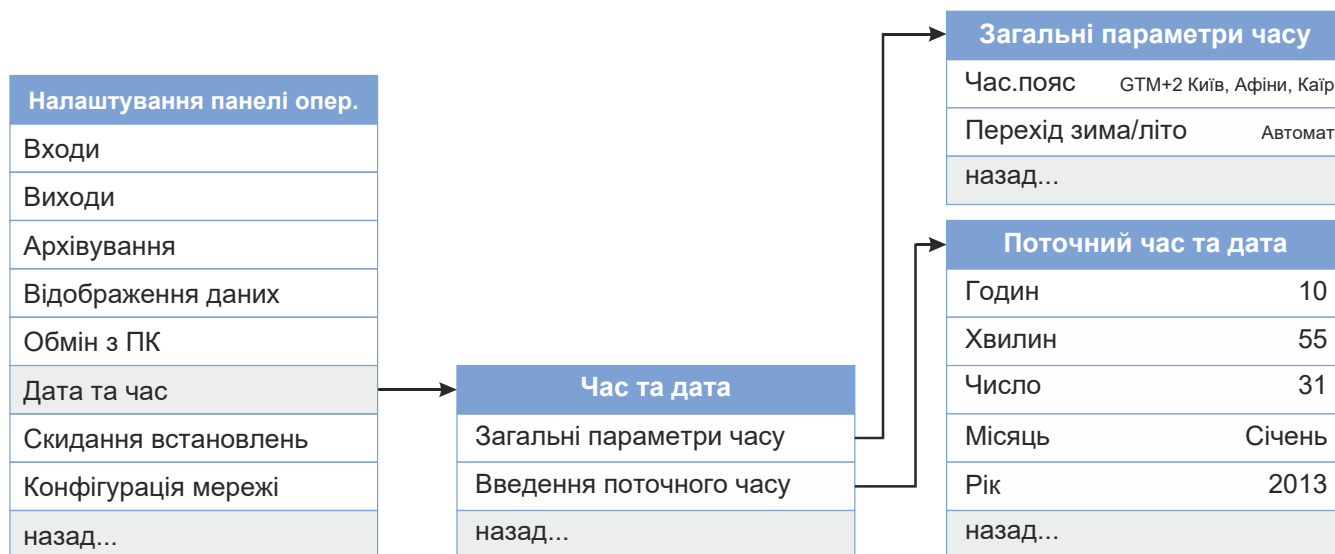 Налаштування панелі опер.
Входи
Виходи
Архівування
Відображення даних
Обмін з ПК
Дата та час
Скидання встановлень
Конфігурація мережі
назад...
Час та дата
Загальні параметри часу
Введення поточного часу
назад...
Загальні параметри часу
Час.пояс GTM+2 Київ, Афіни, Каїр
Перехід зима/літо Автомат
назад...
Поточний час та дата
Годин 10
Хвилин 55
Число 31
Місяць Січень
Рік 2013
назад...